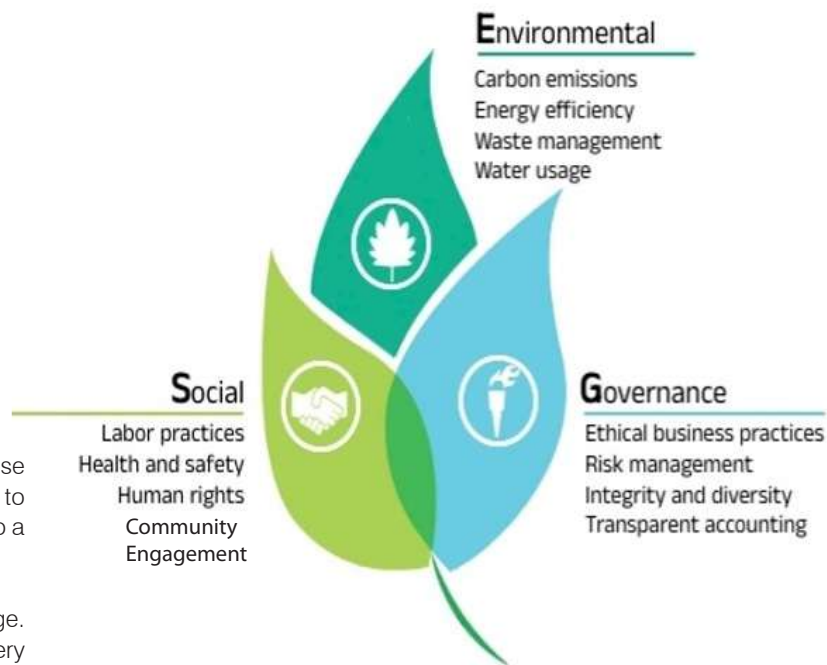 Environmental
Carbon emissions
Energy efficiency
Waste management
Water usage
Social
Labor practices
Health and safety
Human rights
Community
Engagement
Governance
Ethical business practices
Risk management
Integrity and diversity
Transparent accounting
to
a